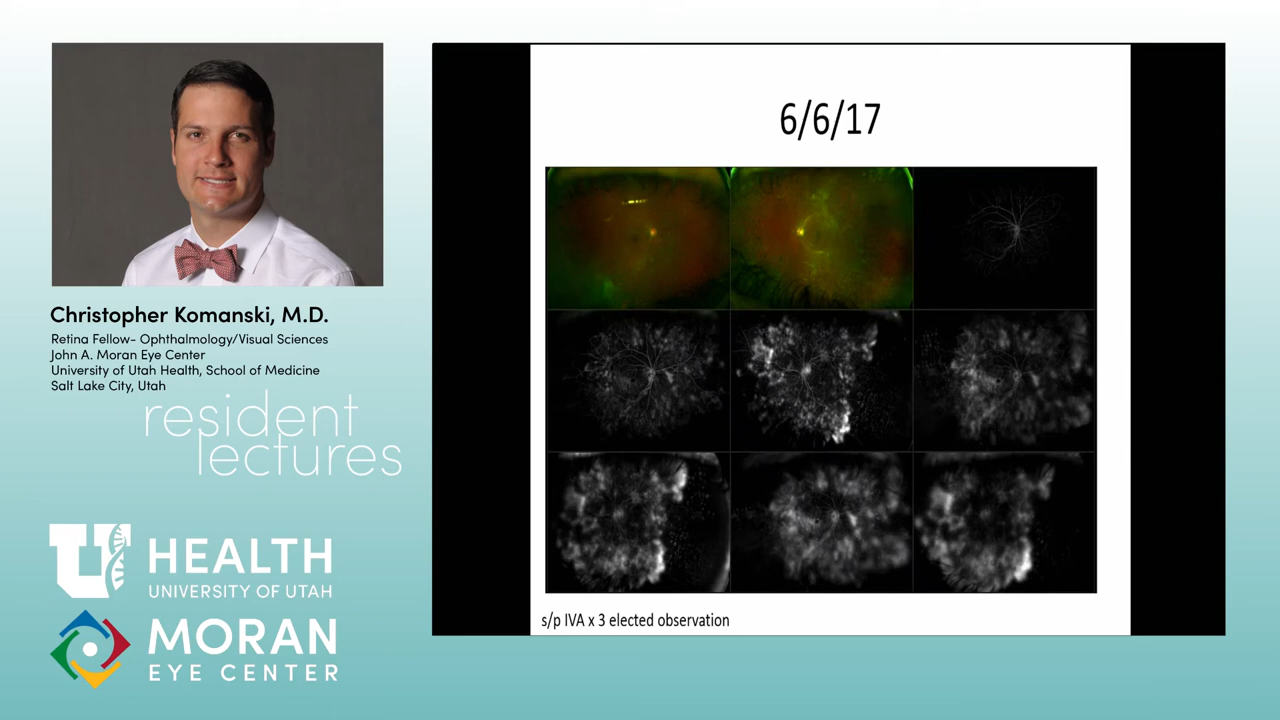 6/6/17
s/p IVA x 3 elected observation
Christopher Komanski, M.D.
Retina Fellow- Ophthalmology/Visual Sciences
John A. Moran Eye Center
University of Utah Health, School of Medicine
Salt Lake City, Utah
resident
lectures
U HEALTH
UNIVERSITY OF UTAH
MORAN
EYE CENTER